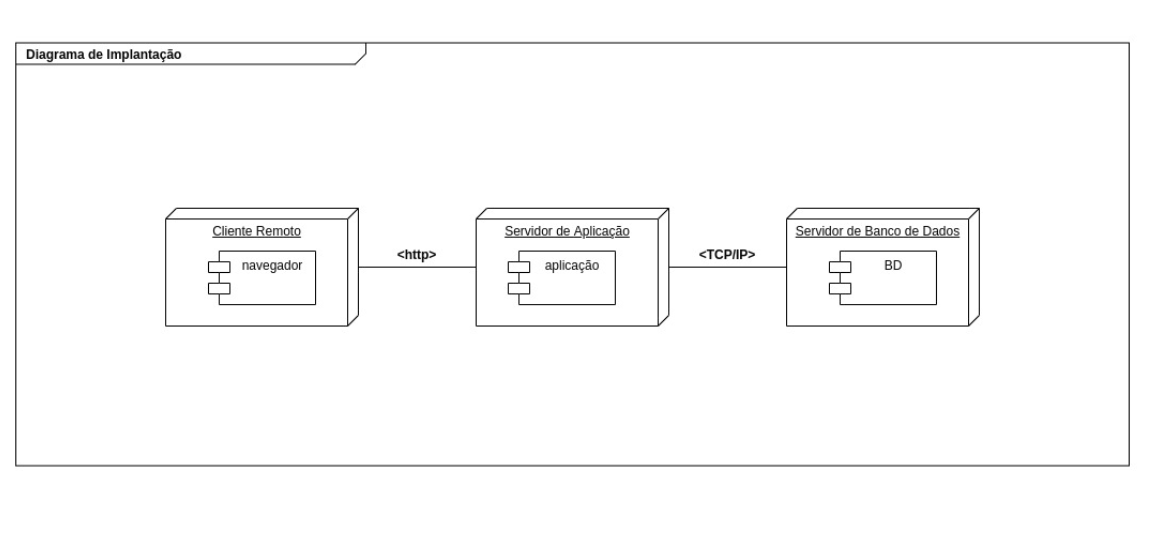 Diagrama de Implantação
Cliente Remoto
navegador
<http>
Servidor de Aplicação
aplicação
<TCP/IP>
Servidor de Banco de Dados
BD